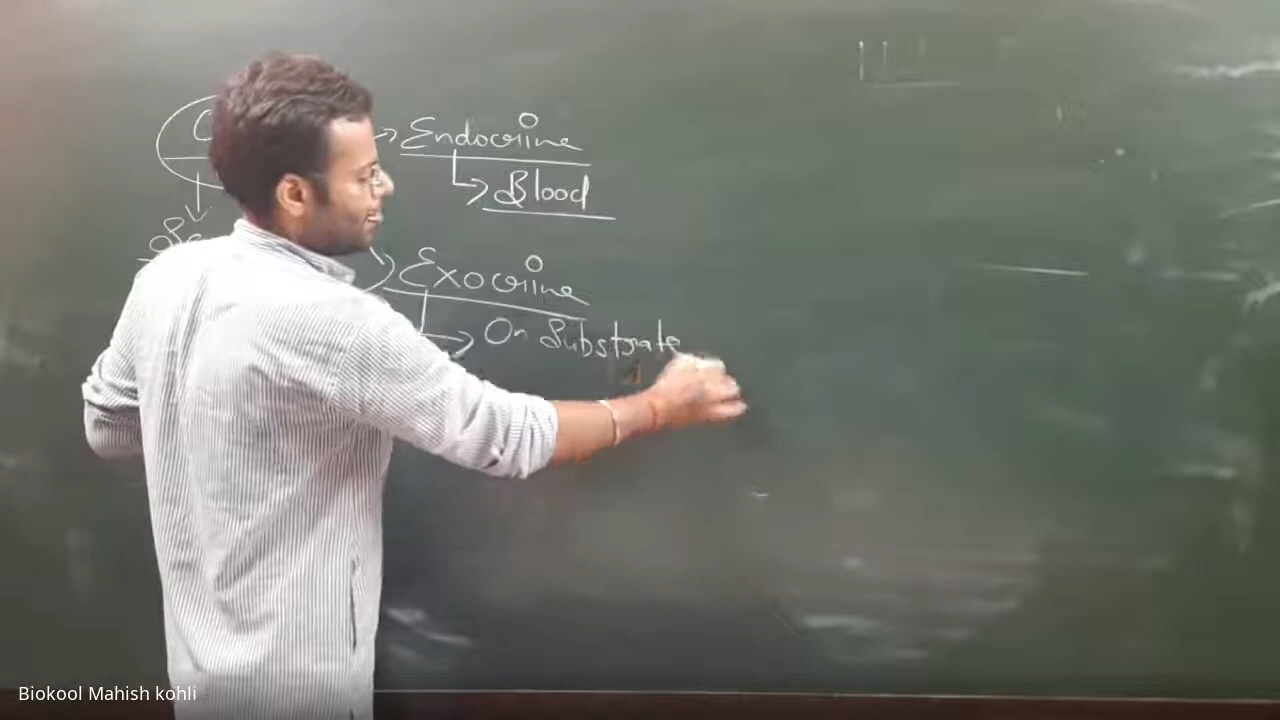 Endocrine
Blood
Exocrine
On Substrate
Biokool Mahish kohli